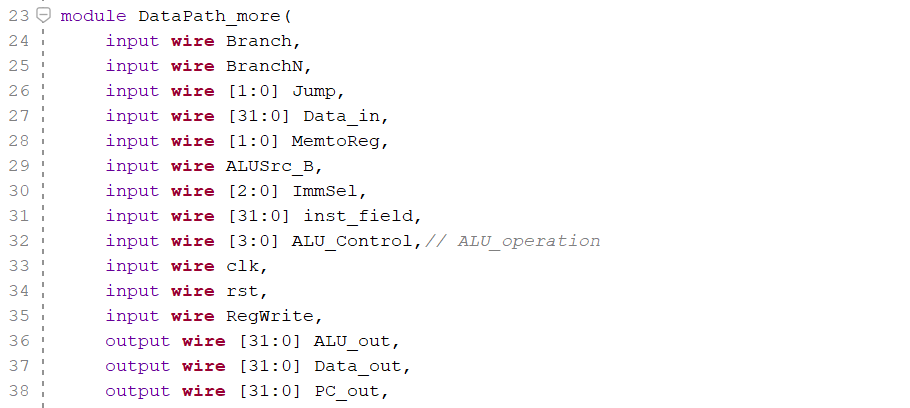 23 module DataPath_more(
24 input wire Branch,
25 input wire BranchN,
26 input wire [1:0] Jump,
27 input wire [31:0] Data_in,
28 input wire [1:0] MemtoReg,
29 input wire ALUSrc_B,
30 input wire [2:0] ImmSel,
31 input wire [31:0] inst_field,
32 input wire [3:0] ALU_Control,// ALU_operation
33 input wire clk,
34 input wire rst,
35 input wire RegWrite,
36 output wire [31:0] ALU_out,
37 output wire [31:0] Data_out,
38 output wire [31:0] PC_out,